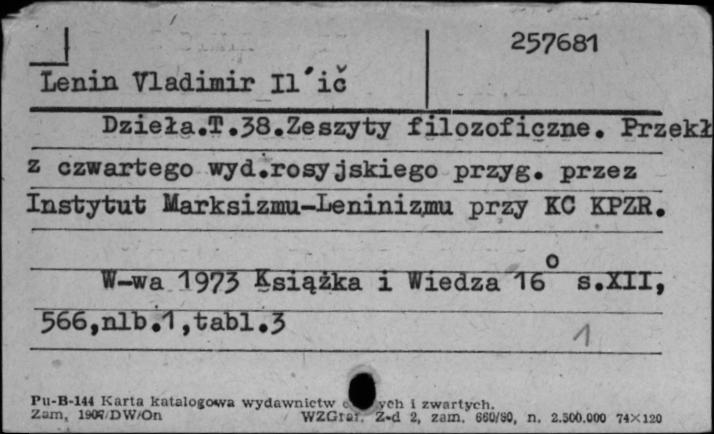 257681
Lenin Vladimir Il'ič
Dzieła.T.38.Zeszyty filozoficzne. Przekł
z czwartego wyd.rosyjskiego przyg. przez
Instytut Marksizmu-Leninizmu przy KC KPZR.
W-wa 1973 Książka i Wiedza 16° s.XII,
566,nlb.1,tabl.3
1
Pu-B-144 Karta katalogowa wydawnictw ych i zwartych.
Zam. 1907/DW/On WZGraf. Z-d 2, zam. 660/80, n. 2.500.000 74×120